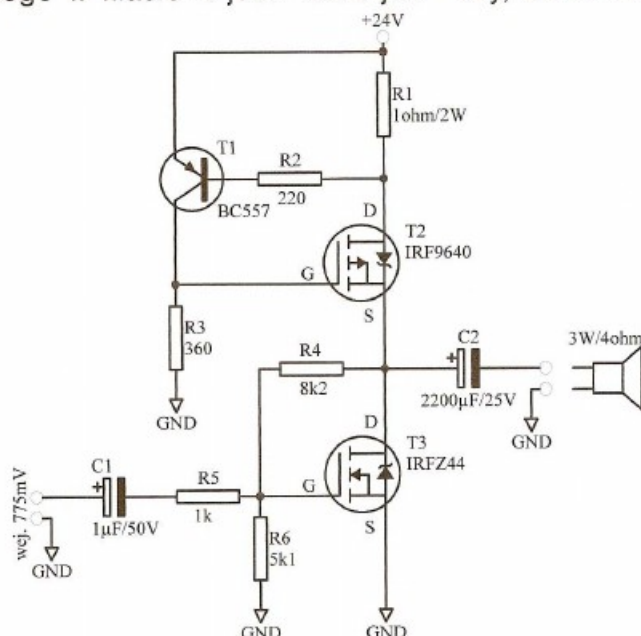 +24V
R1
1ohm/2W
T1
R2
220
BC557
D
T2
IRF9640
G
S
R3
360
GND
R4
8k2
C2
+
2200µF/25V
3W/4ohm
GND
D
T3
IRFZ44
G
S
wej. 775mV
C1
+
1µF/50V
GND
R5
1k
R6
5k1
GND
GND